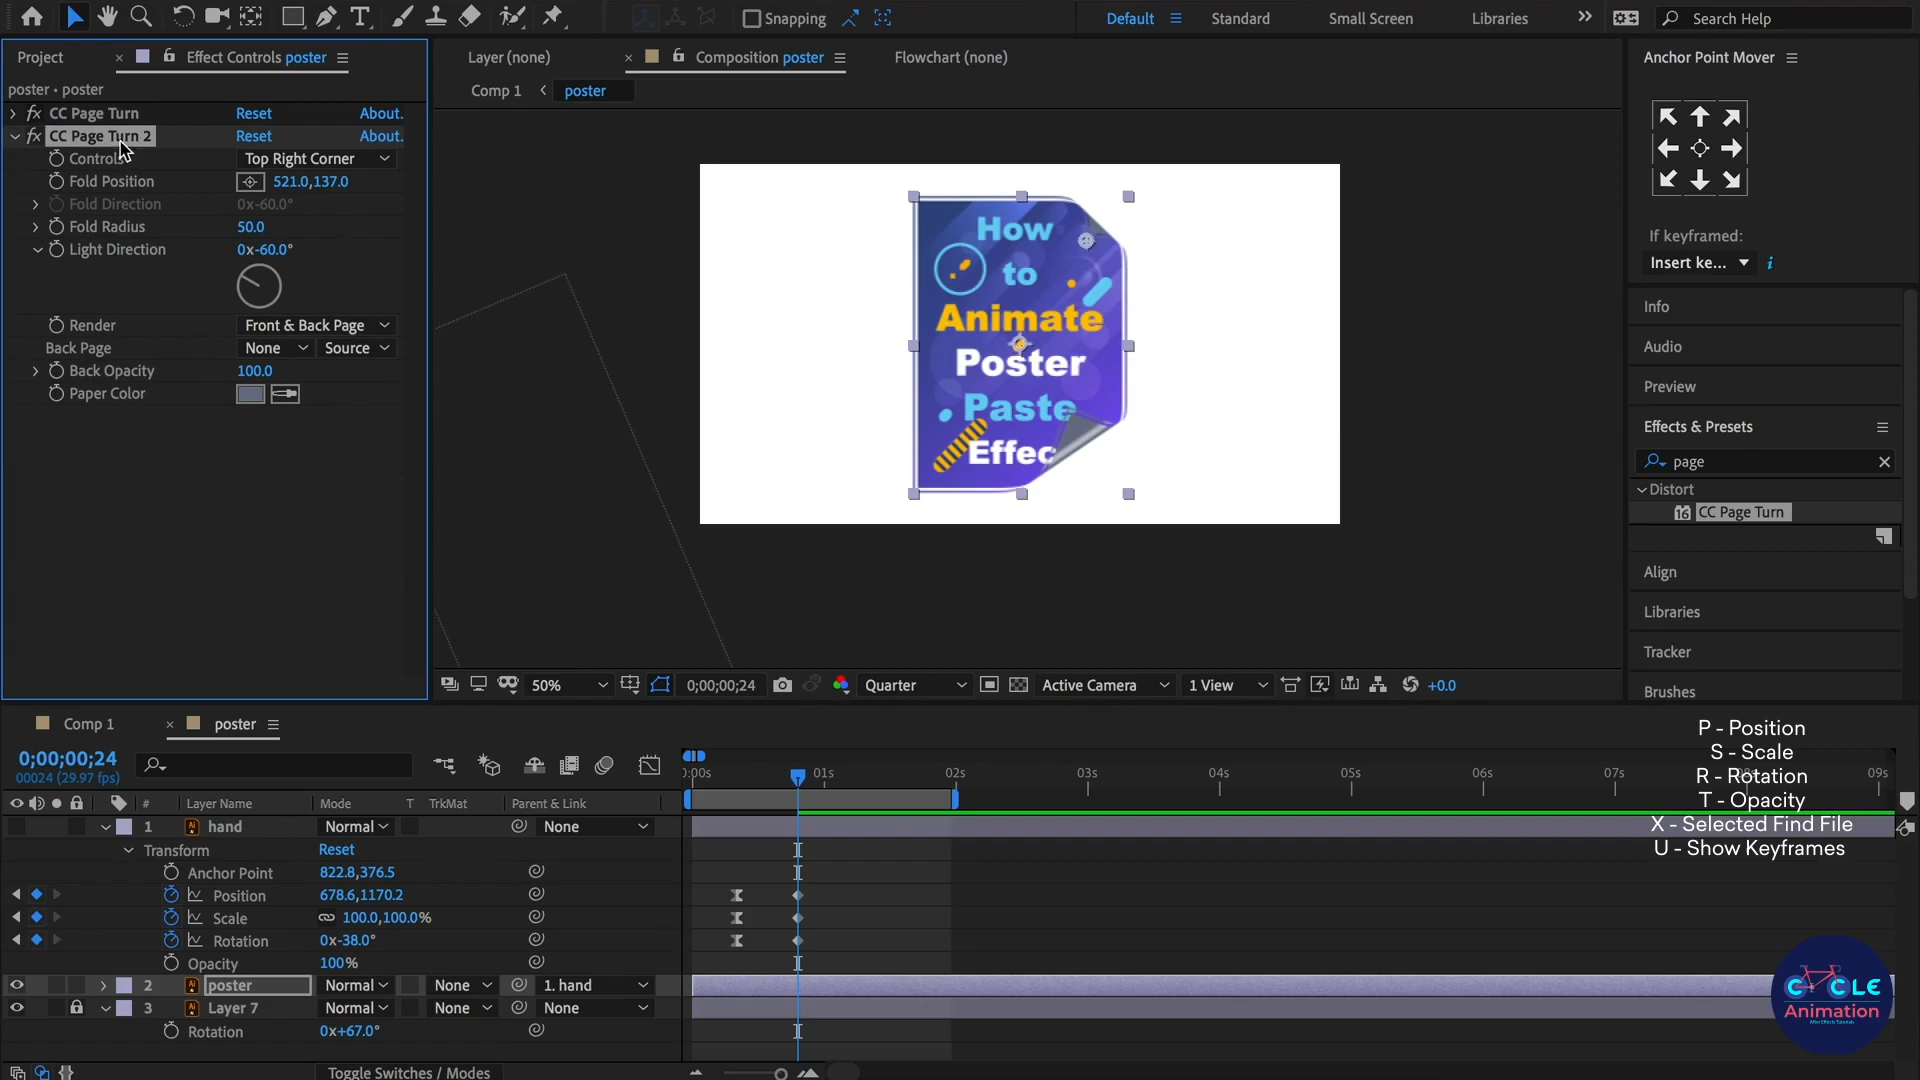 Snapping
Default
Standard
Small Screen
Libraries
Search Help
Project
Effect Controls poster
Layer (none)
Composition poster
Flowchart (none)
Anchor Point Mover
poster • poster
Comp 1
poster
fx CC Page Turn Reset About.
fx CC Page Turn 2 Reset About.
Controls Top Right Corner
Fold Position 521.0,137.0
Fold Direction 0x-60.0°
Fold Radius 50.0
Light Direction 0x-60.0°
Render Front & Back Page
Back Page None Source
Back Opacity 100.0
Paper Color
How
to
Animate
Poster
Paste
Effec
If keyframed:
Insert ke...
Info
Audio
Preview
Effects & Presets
page
Distort
16 CC Page Turn
Align
Libraries
Tracker
Brushes
50% 0;00;00;24 Quarter Active Camera 1 View +0.0
Comp 1
poster
0;00;00;24
00024 (29.97 fps)
0:00s 01s 02s 03s 04s 05s 06s 07s 09s
P - Position
S - Scale
R - Rotation
T - Opacity
X - Selected Find File
U - Show Keyframes
# Layer Name Mode T TrkMat Parent & Link
1 hand Normal None
Transform Reset
Anchor Point 822.8,376.5
Position 678.6,1170.2
Scale 100.0,100.0%
Rotation 0x-38.0°
Opacity 100%
2 poster Normal None 1. hand
3 Layer 7 Normal None None
Rotation 0x+67.0°
Toggle Switches / Modes
CYCLE
Animation
After Effects Tutorials